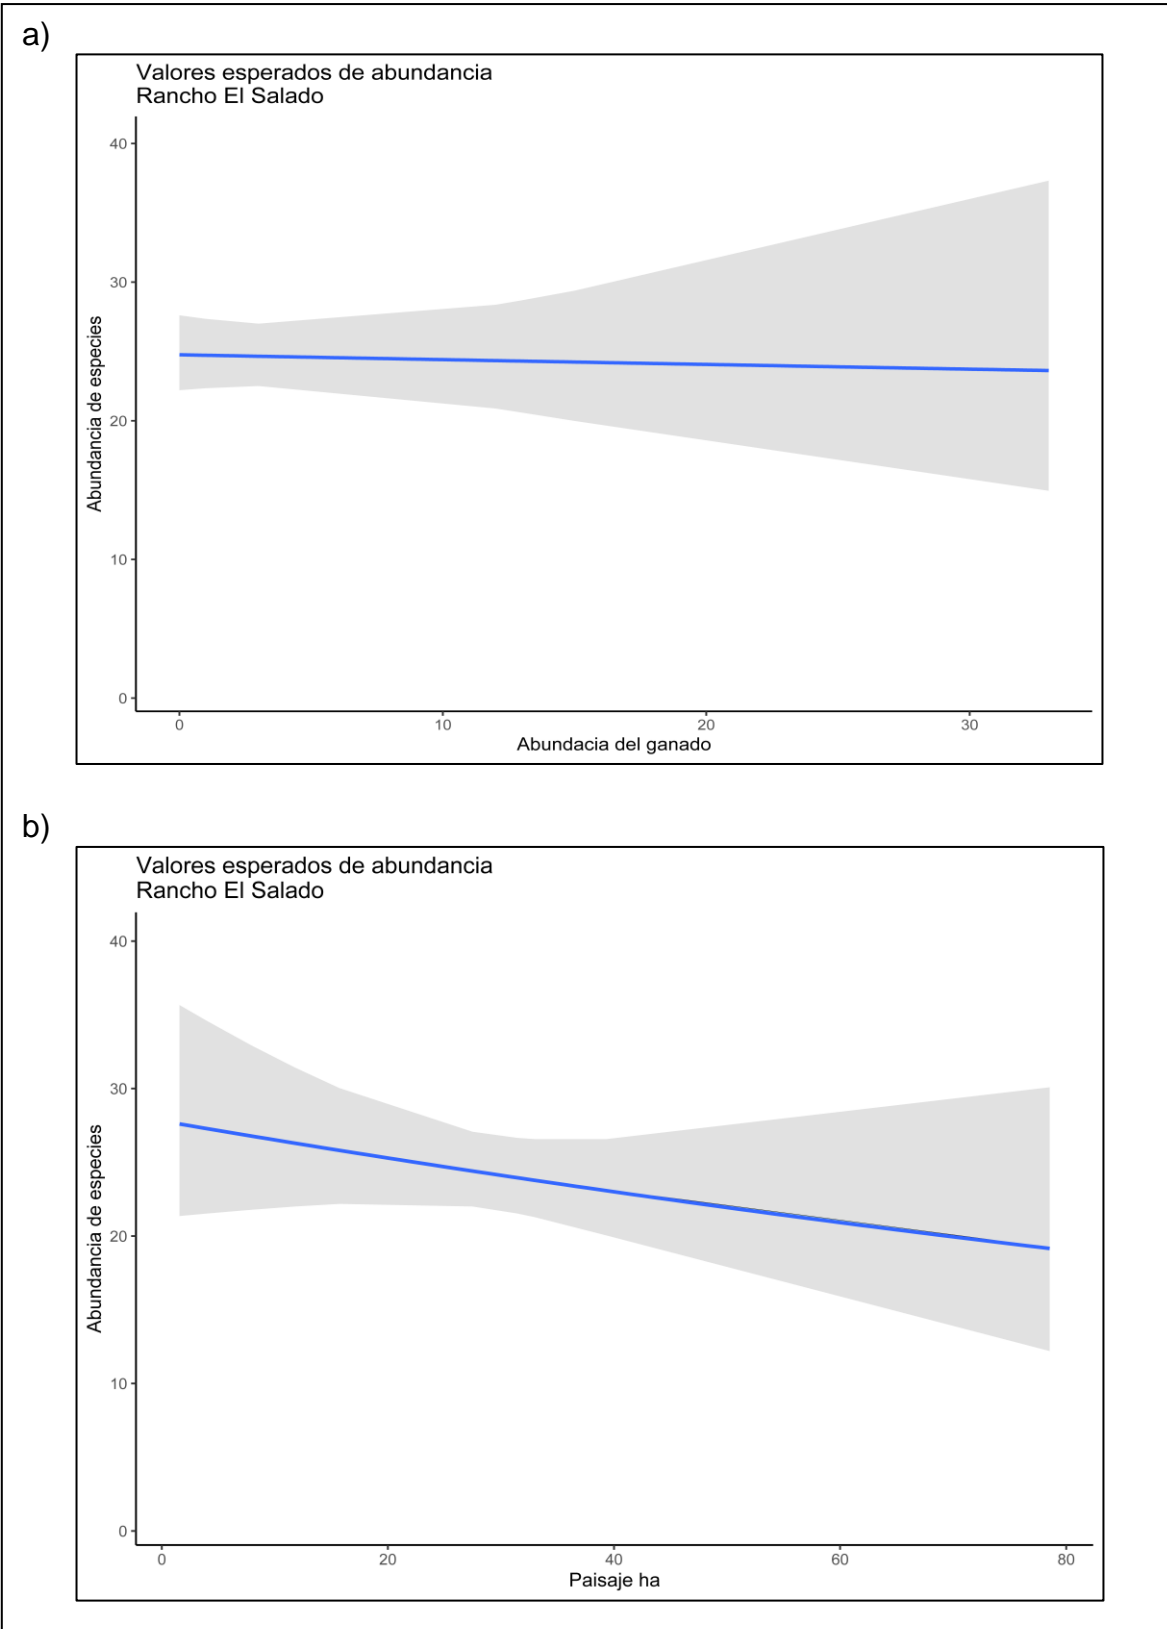 a)
Valores esperados de abundancia
Rancho El Salado
40
30
20
10
0
Abundancia de especies
0 10 20 30
Abundacia del ganado
b)
Valores esperados de abundancia
Rancho El Salado
40
30
20
10
0
Abundancia de especies
0 20 40 60 80
Paisaje ha